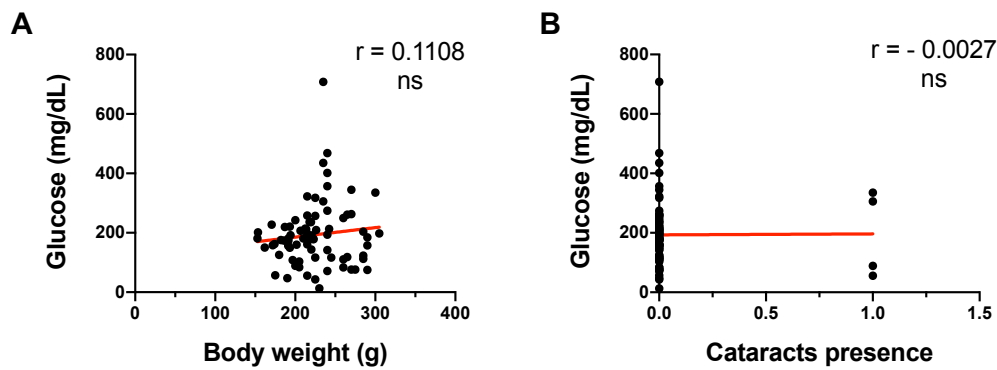 A
r = 0.1108
ns
Glucose (mg/dL)
800
600
400
200
0
0 100 200 300 400
Body weight (g)
B
r = - 0.0027
ns
Glucose (mg/dL)
800
600
400
200
0
0.0 0.5 1.0 1.5
Cataracts presence